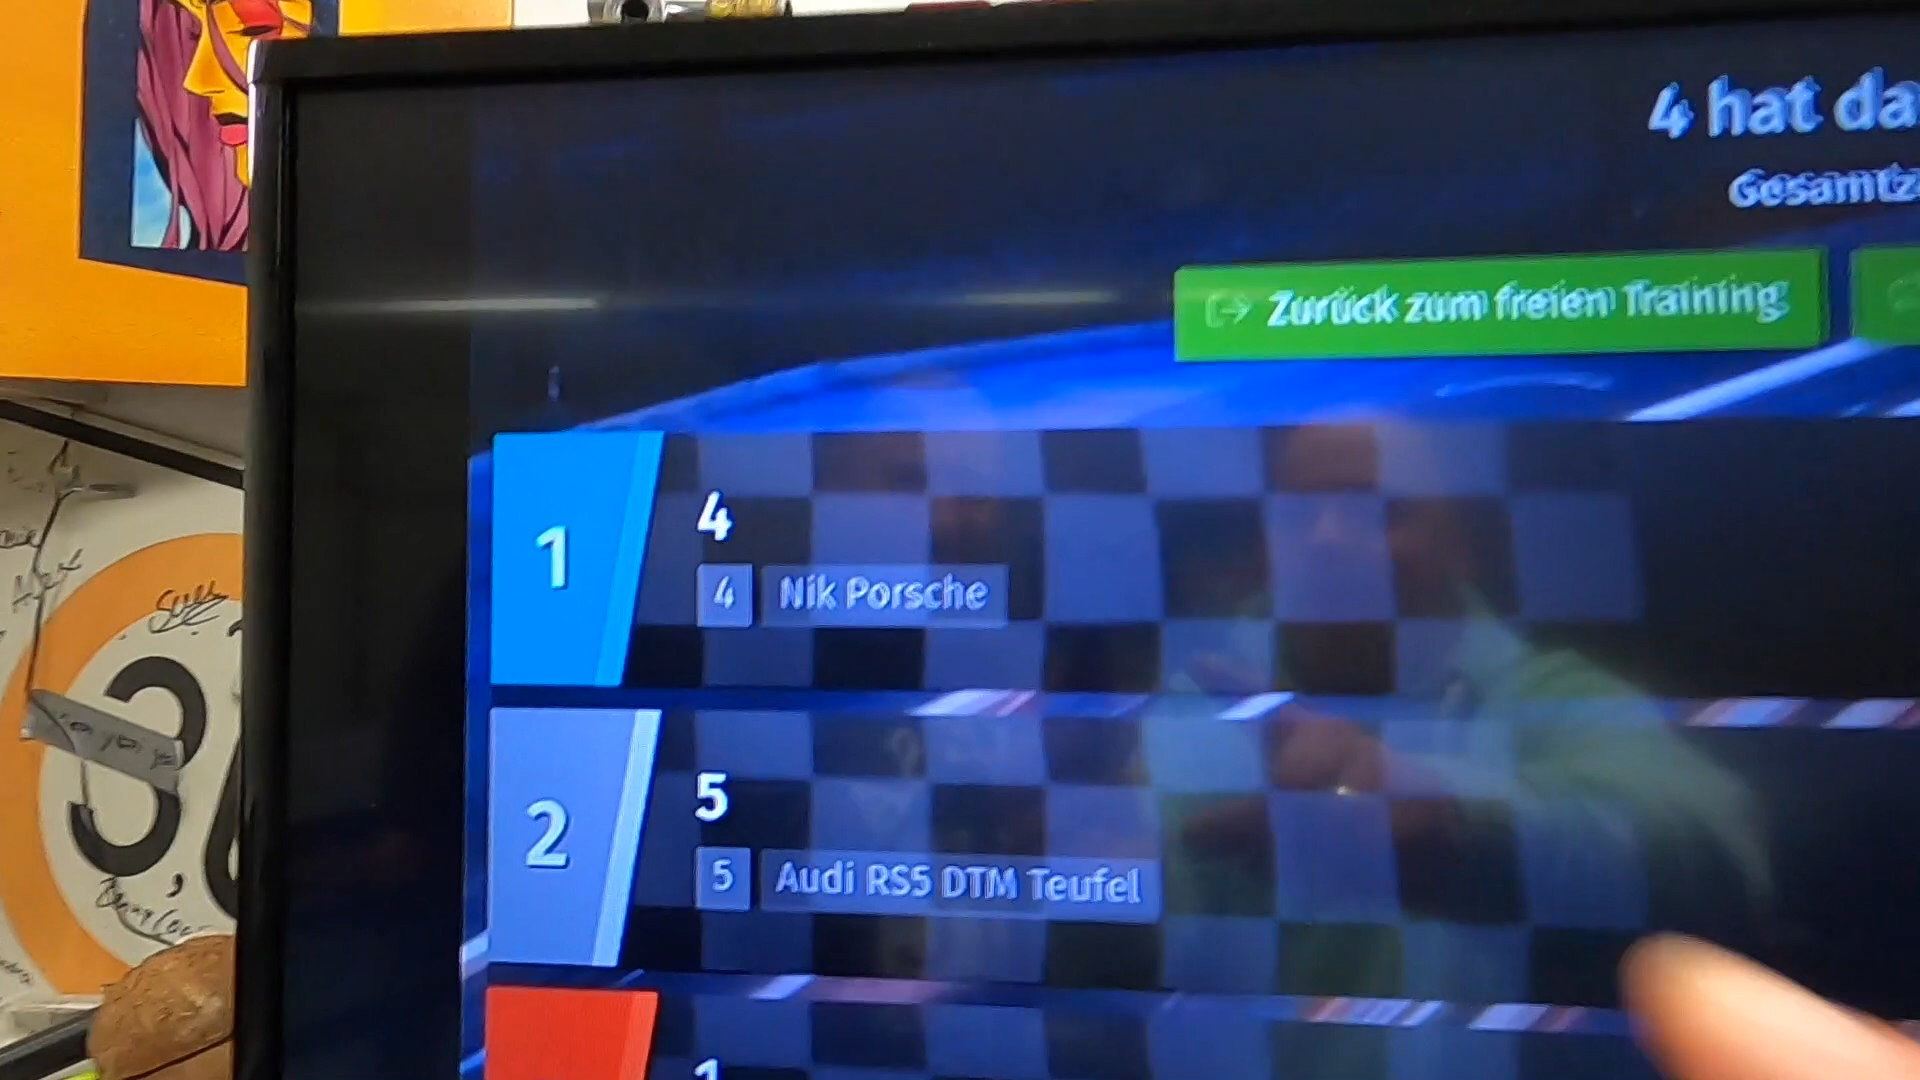 4 hat da
Gesamtz
Zurück zum freien Training
1
4
4 Nik Porsche
2
5
5 Audi RS5 DTM Teufel
1